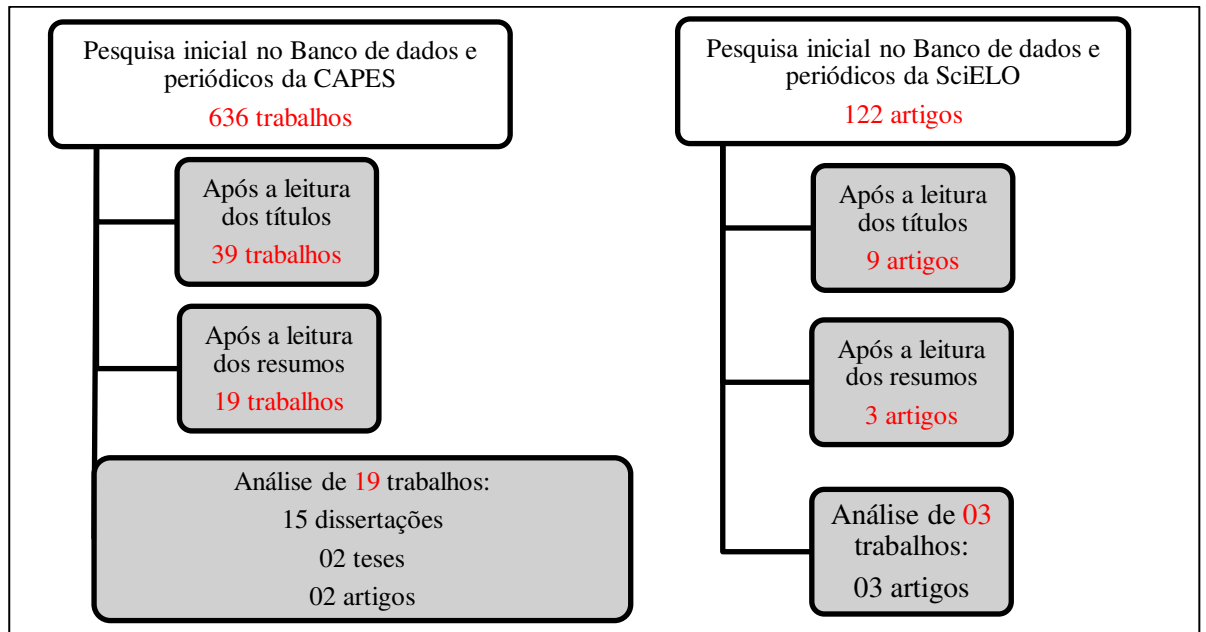 Pesquisa inicial no Banco de dados e
periódicos da CAPES
636 trabalhos
Após a leitura
dos títulos
39 trabalhos
Após a leitura
dos resumos
19 trabalhos
Análise de 19 trabalhos:
15 dissertações
02 teses
02 artigos
Pesquisa inicial no Banco de dados e
periódicos da SciELO
122 artigos
Após a leitura
dos títulos
9 artigos
Após a leitura
dos resumos
3 artigos
Análise de 03
trabalhos:
03 artigos